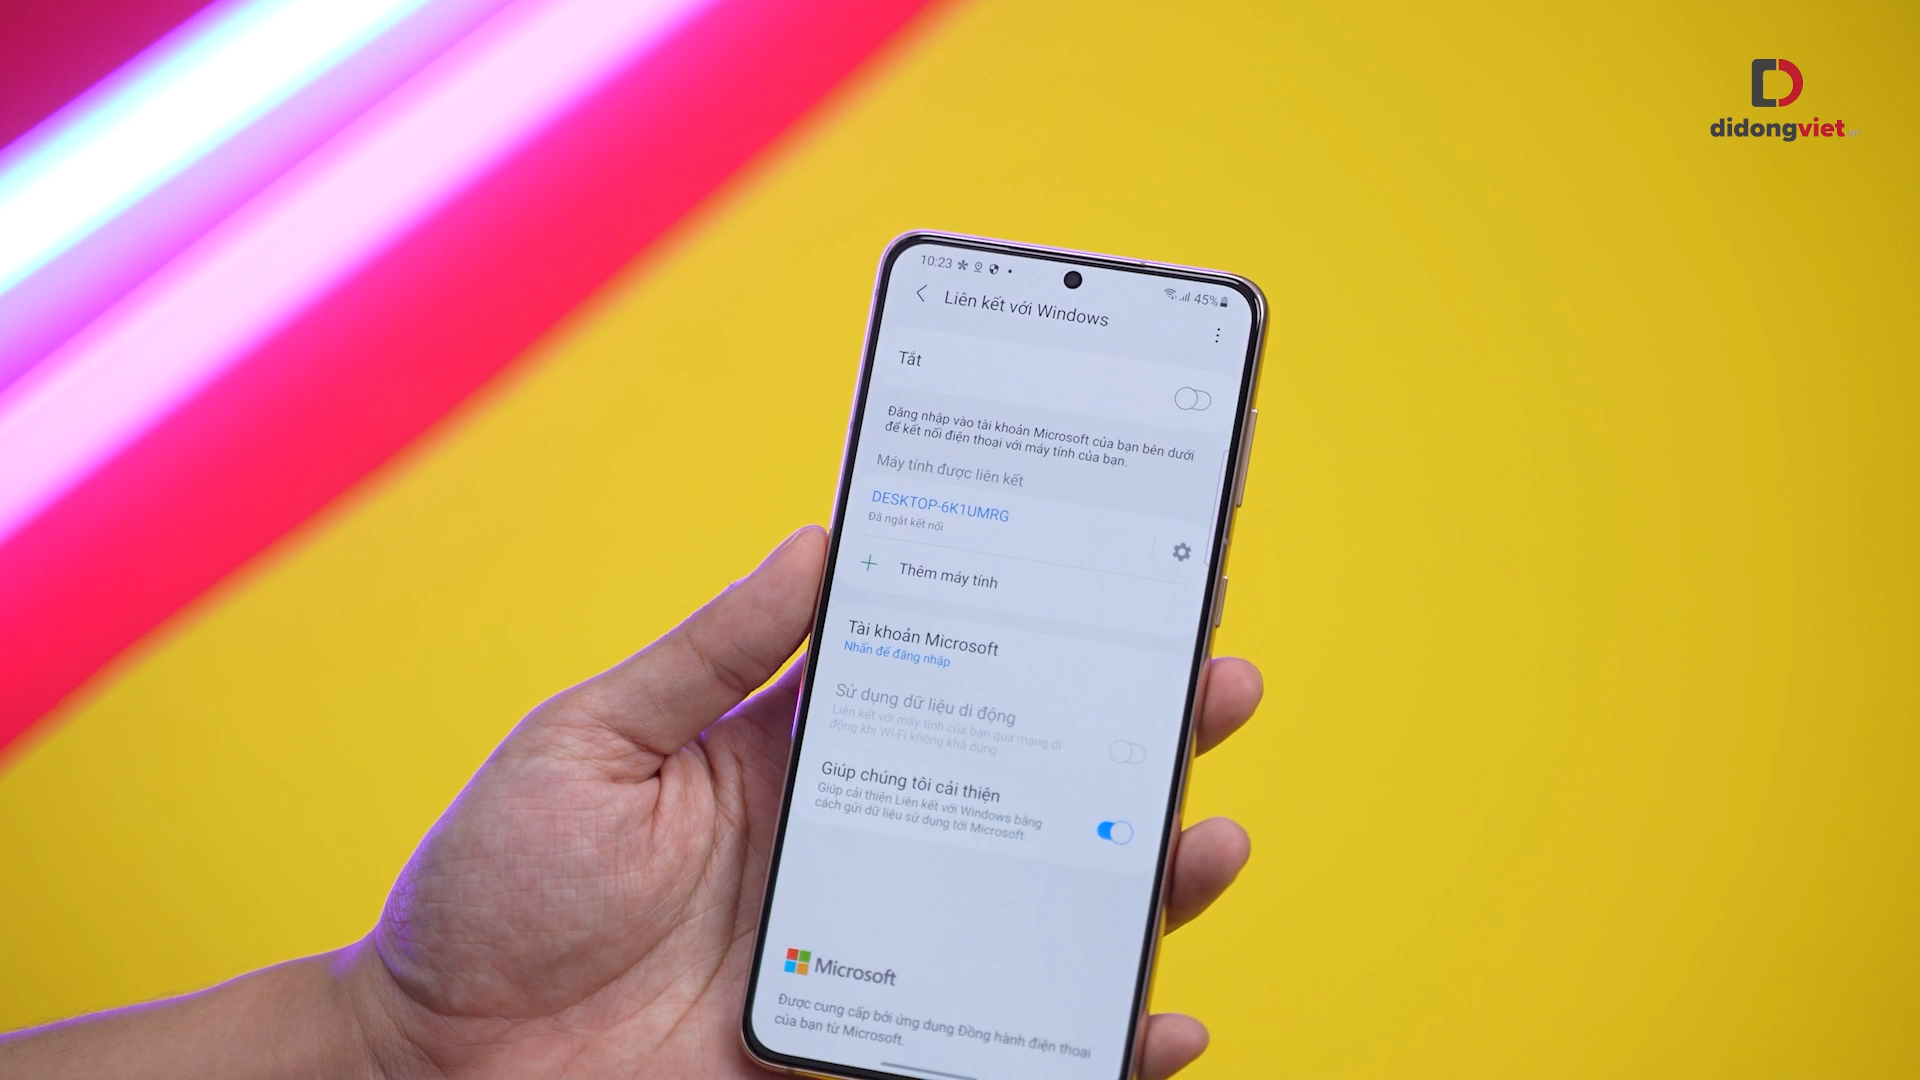 didongviet.vn
10:23
45%
Liên kết với Windows
Tắt
Đăng nhập vào tài khoản Microsoft của bạn bên dưới
để kết nối điện thoại với máy tính của bạn.
Máy tính được liên kết
DESKTOP-6K1UMRG
Đã ngắt kết nối
Thêm máy tính
Tài khoản Microsoft
Nhấn để đăng nhập
Sử dụng dữ liệu di động
Liên kết với máy tính của bạn qua mạng di
động khi Wi-Fi không khả dụng.
Giúp chúng tôi cải thiện
Giúp cải thiện Liên kết với Windows bằng
cách gửi dữ liệu sử dụng tới Microsoft.
Microsoft
Được cung cấp bởi ứng dụng Đồng hành điện thoại
của bạn từ Microsoft.